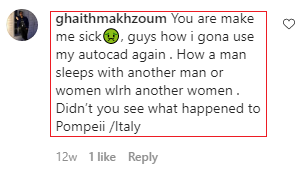 ghaithmakhzoum You are make
me sick🤢, guys how i gona use
my autocad again . How a man
sleeps with another man or
women wlrh another women .
Didn't you see what happened to
Pompeii /Italy
12w 1 like Reply